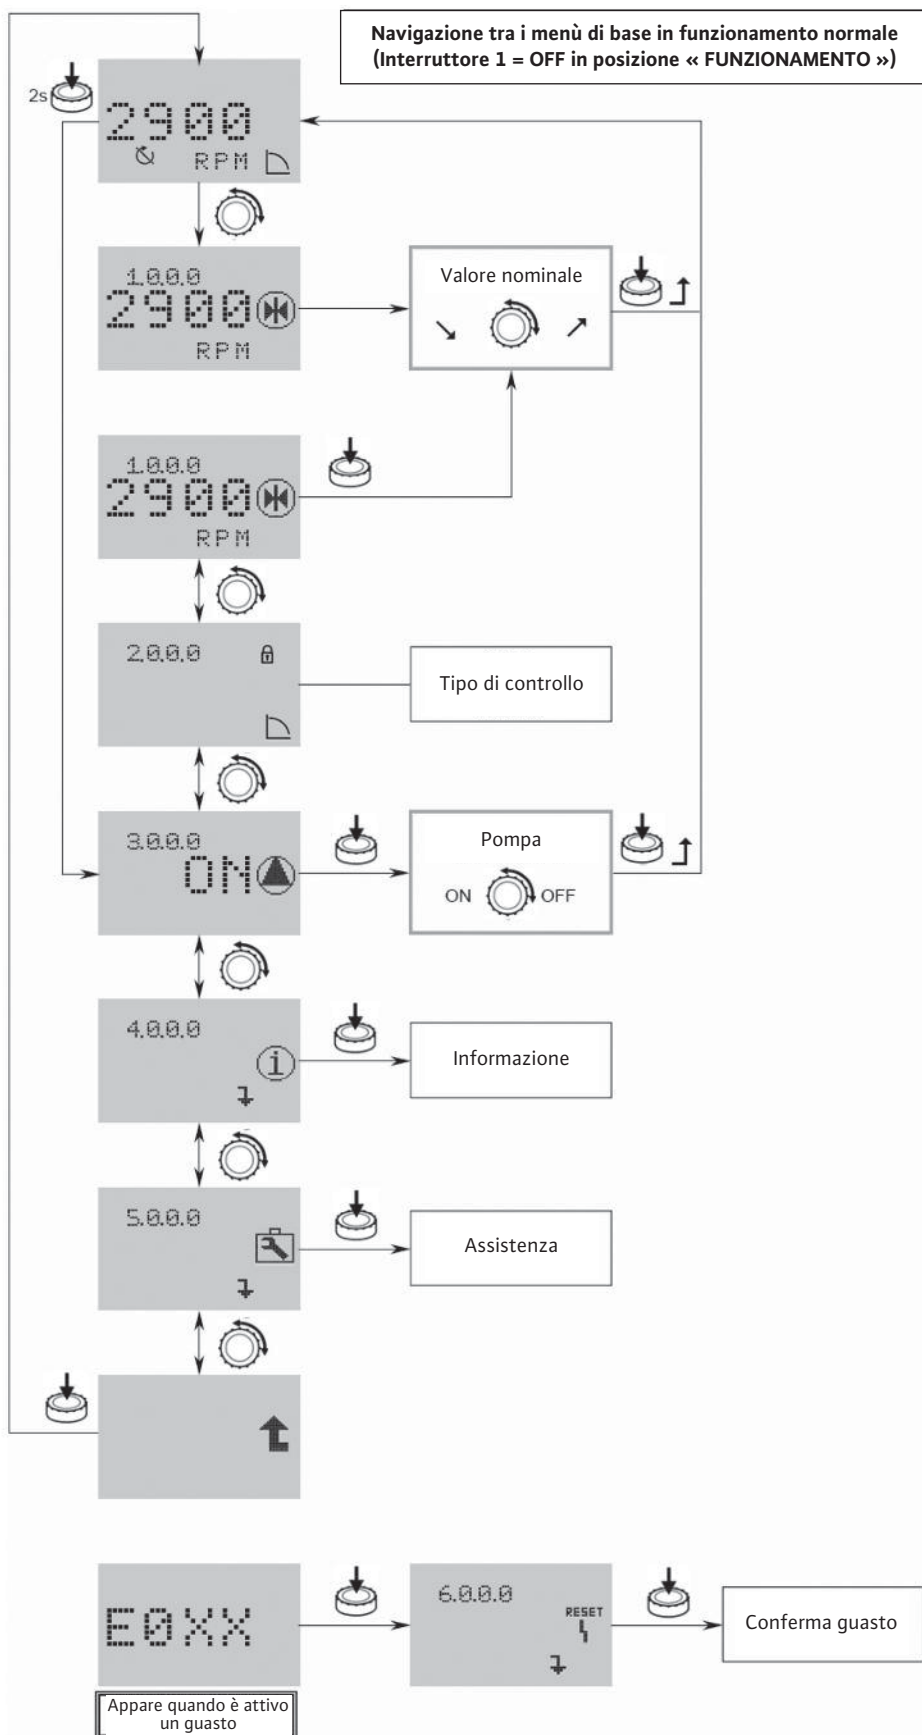 Navigazione tra i menù di base in funzionamento normale
(Interruttore 1 = OFF in posizione « FUNZIONAMENTO »)
2s
2900
RPM
1.0.0.0
2900
RPM
Valore nominale
1.0.0.0
2900
RPM
2.0.0.0
Tipo di controllo
3.0.0.0
ON
Pompa
ON
OFF
4.0.0.0
i
Informazione
5.0.0.0
Assistenza
E0XX
6.0.0.0
RESET
Conferma guasto
Appare quando è attivo
un guasto